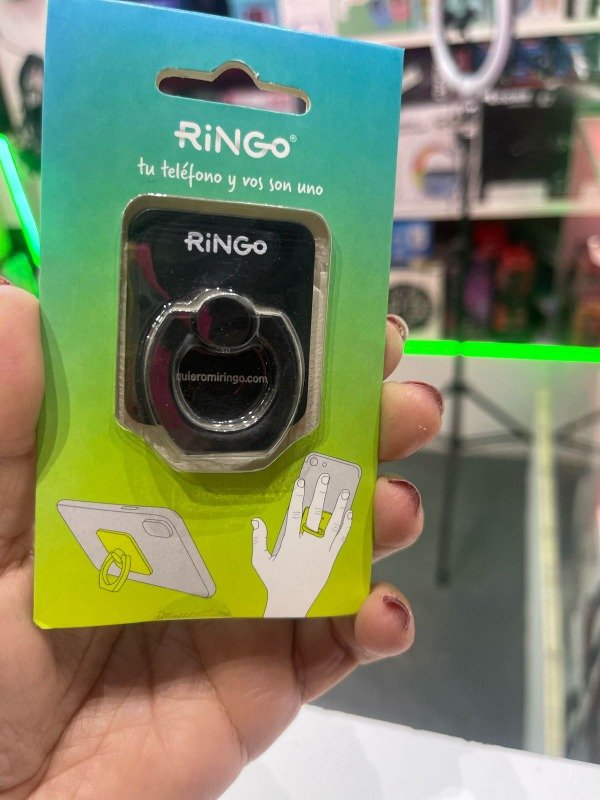 RiNGo®
tu teléfono y vos son uno
RiNGo
quieromiringo.com